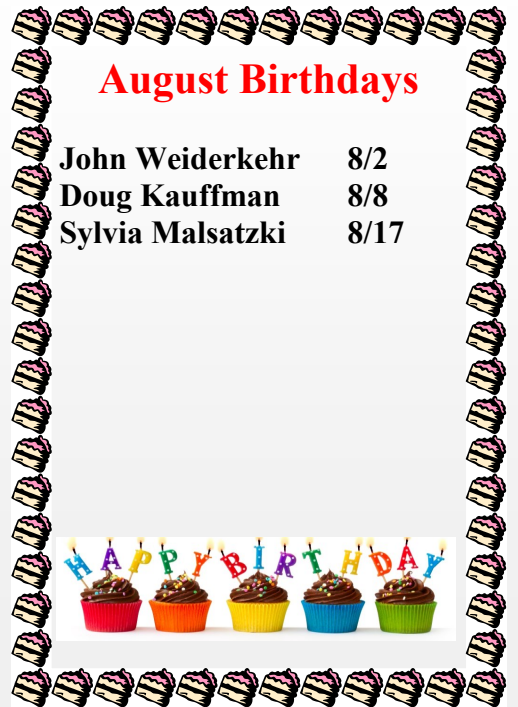 August Birthdays
John Weiderkehr 8/2
Doug Kauffman 8/8
Sylvia Malsatzki 8/17
HAPPY BIRTHDAY